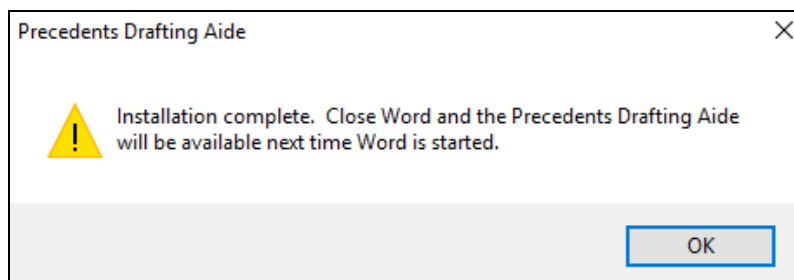 Precedents Drafting Aide
Installation complete.  Close Word and the Precedents Drafting Aide
will be available next time Word is started.
OK